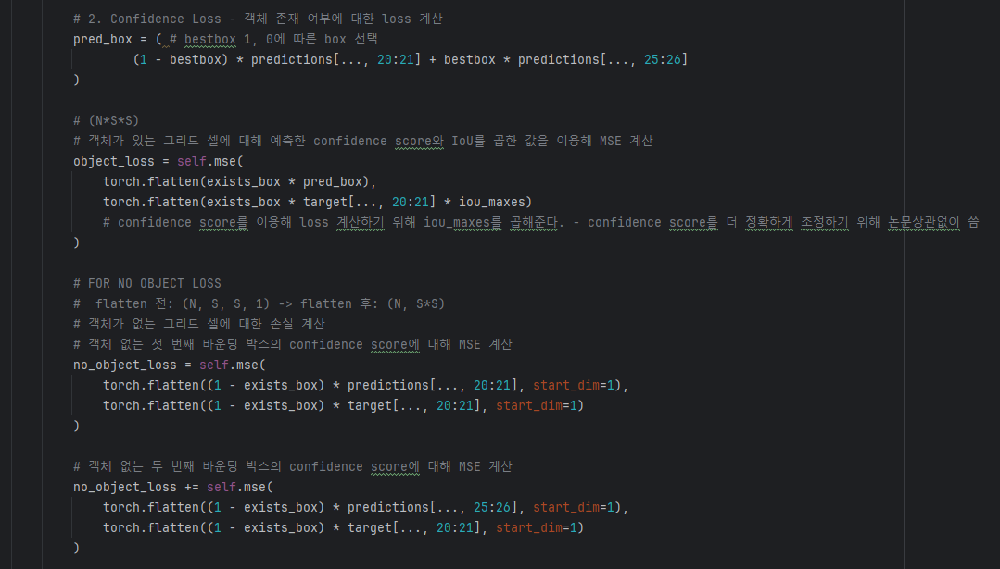 # 2. Confidence Loss - 객체 존재 여부에 대한 loss 계산
pred_box = ( # bestbox 1, 0에 따른 box 선택
(1 - bestbox) * predictions[..., 20:21] + bestbox * predictions[..., 25:26]
)
# (N*S*S)
# 객체가 있는 그리드 셀에 대해 예측한 confidence score와 IoU를 곱한 값을 이용해 MSE 계산
object_loss = self.mse(
torch.flatten(exists_box * pred_box),
torch.flatten(exists_box * target[..., 20:21] * iou_maxes)
# confidence score를 이용해 loss 계산하기 위해 iou_maxes를 곱해준다. - confidence score를 더 정확하게 조정하기 위해 논문상관없이 씀
)
# FOR NO OBJECT LOSS
#  flatten 전: (N, S, S, 1) -> flatten 후: (N, S*S)
# 객체가 없는 그리드 셀에 대한 손실 계산
# 객체 없는 첫 번째 바운딩 박스의 confidence score에 대해 MSE 계산
no_object_loss = self.mse(
torch.flatten((1 - exists_box) * predictions[..., 20:21], start_dim=1),
torch.flatten((1 - exists_box) * target[..., 20:21], start_dim=1)
)
# 객체 없는 두 번째 바운딩 박스의 confidence score에 대해 MSE 계산
no_object_loss += self.mse(
torch.flatten((1 - exists_box) * predictions[..., 25:26], start_dim=1),
torch.flatten((1 - exists_box) * target[..., 20:21], start_dim=1)
)